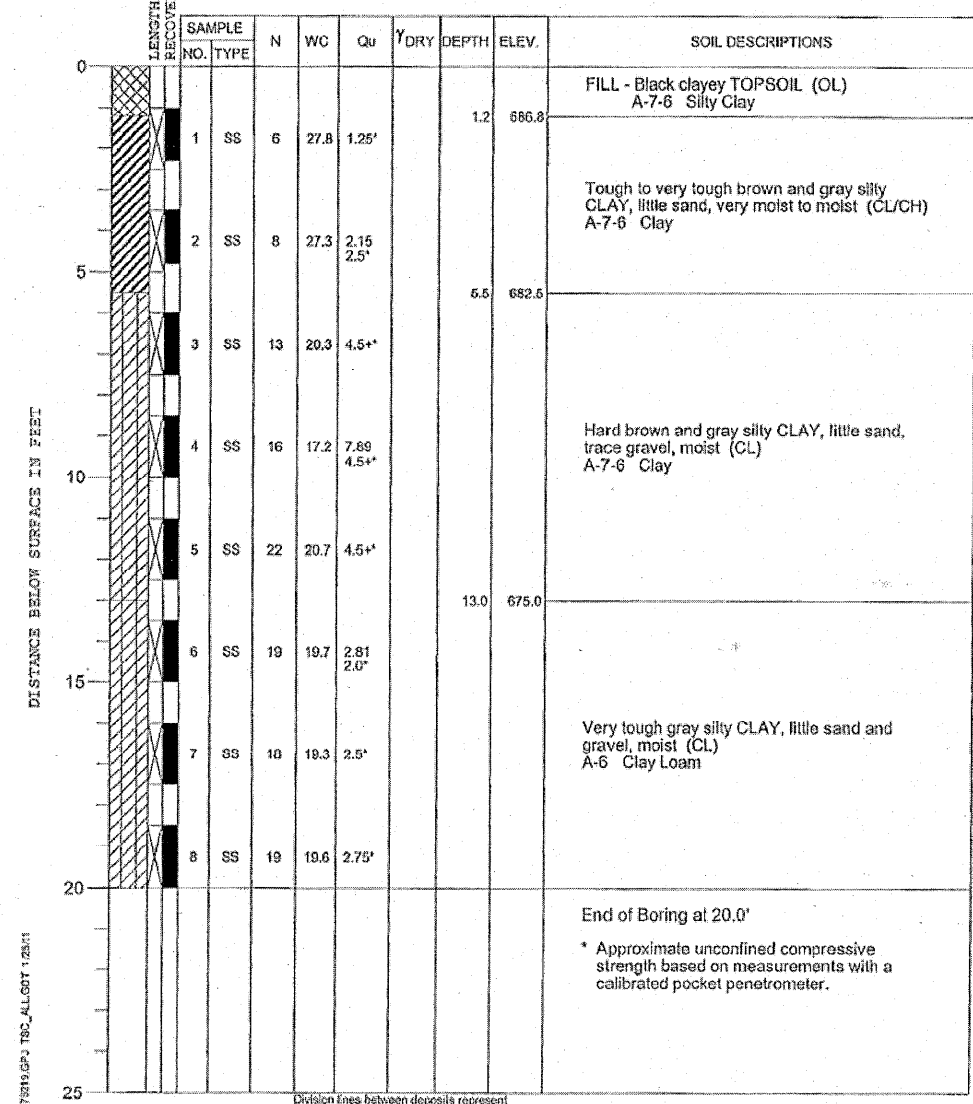 LENGTH
RECOVE
SAMPLE
NO. TYPE
N
WC
Qu
γDRY
DEPTH
ELEV.
SOIL DESCRIPTIONS
DISTANCE BELOW SURFACE IN FEET
0
FILL - Black clayey TOPSOIL (OL)
A-7-6 Silty Clay
1.2 686.8
1 SS 6 27.8 1.25*
Tough to very tough brown and gray silty
CLAY, little sand, very moist to moist (CL/CH)
A-7-6 Clay
2 SS 8 27.3 2.15
2.5*
5
5.5 682.5
3 SS 13 20.3 4.5+*
Hard brown and gray silty CLAY, little sand,
trace gravel, moist (CL)
A-7-6 Clay
4 SS 16 17.2 7.89
4.5+*
10
5 SS 22 20.7 4.5+*
13.0 675.0
6 SS 19 19.7 2.81
2.0*
15
Very tough gray silty CLAY, little sand and
gravel, moist (CL)
A-6 Clay Loam
7 SS 18 19.3 2.5*
8 SS 19 19.6 2.75*
20
End of Boring at 20.0'
* Approximate unconfined compressive
strength based on measurements with a
calibrated pocket penetrometer.
25
Division lines between deposits represent
TSC_ALL.GDT